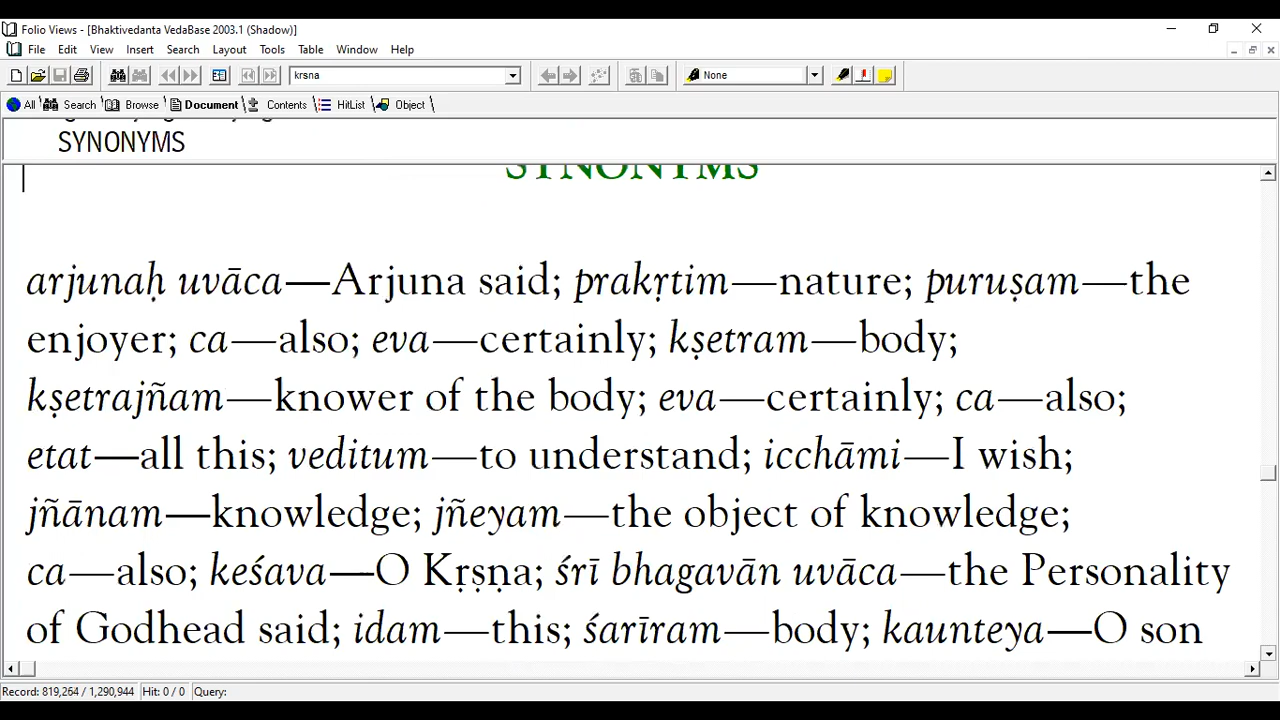 Folio Views - [Bhaktivedanta VedaBase 2003.1 (Shadow)]
File Edit View Insert Search Layout Tools Table Window Help
krsna None
All Search Browse Document Contents HitList Object
SYNONYMS
SYNONYMS
arjunaḥ uvāca—Arjuna said; prakṛtim—nature; puruṣam—the
enjoyer; ca—also; eva—certainly; kṣetram—body;
kṣetrajñam—knower of the body; eva—certainly; ca—also;
etat—all this; veditum—to understand; icchāmi—I wish;
jñānam—knowledge; jñeyam—the object of knowledge;
ca—also; keśava—O Kṛṣṇa; śrī bhagavān uvāca—the Personality
of Godhead said; idam—this; śarīram—body; kaunteya—O son
Record: 819,264 / 1,290,944 Hit: 0 / 0 Query: